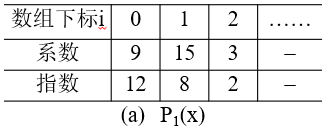 数组下标i 0 1 2 ……
系数 9 15 3 –
指数 12 8 2 –
(a) P₁(x)